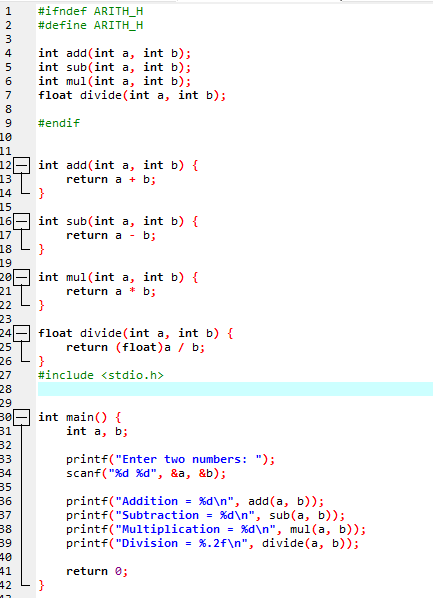 1 #ifndef ARITH_H
2 #define ARITH_H
3
4 int add(int a, int b);
5 int sub(int a, int b);
6 int mul(int a, int b);
7 float divide(int a, int b);
8
9 #endif
10
11
12 int add(int a, int b) {
13 return a + b;
14 }
15
16 int sub(int a, int b) {
17 return a - b;
18 }
19
20 int mul(int a, int b) {
21 return a * b;
22 }
23
24 float divide(int a, int b) {
25 return (float)a / b;
26 }
27 #include <stdio.h>
28
29
30 int main() {
31 int a, b;
32
33 printf("Enter two numbers: ");
34 scanf("%d %d", &a, &b);
35
36 printf("Addition = %d\n", add(a, b));
37 printf("Subtraction = %d\n", sub(a, b));
38 printf("Multiplication = %d\n", mul(a, b));
39 printf("Division = %.2f\n", divide(a, b));
40
41 return 0;
42 }